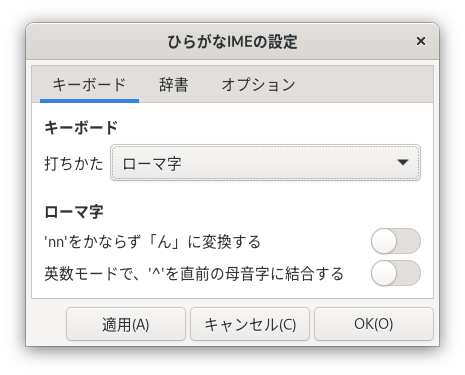 ひらがなIMEの設定
×
キーボード 辞書 オプション
キーボード
打ちかた ローマ字
ローマ字
'nn'をかならず「ん」に変換する
英数モードで、'^'を直前の母音字に結合する
適用(A) キャンセル(C) OK(O)